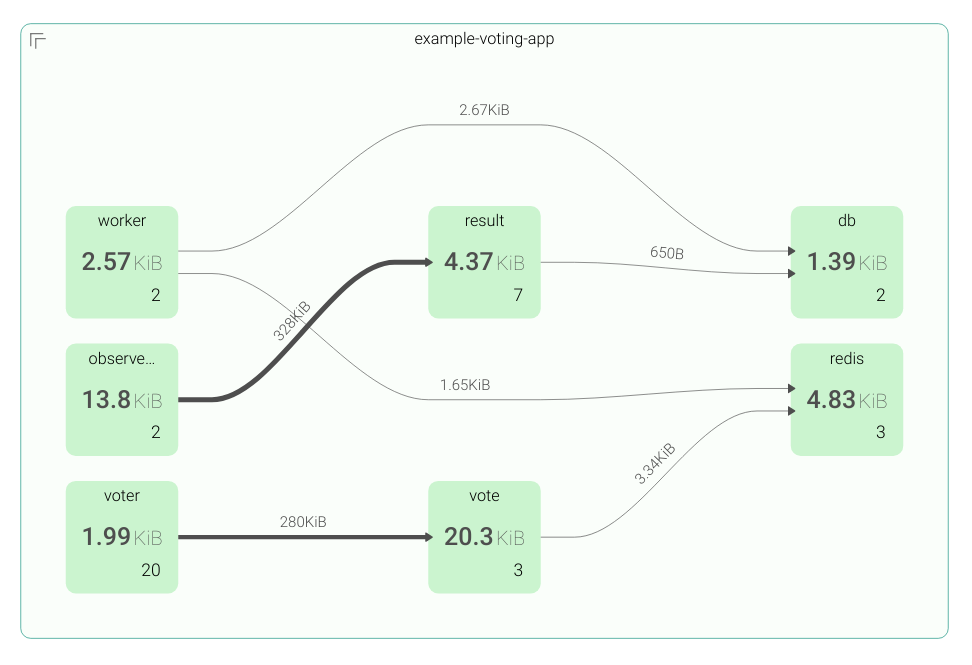 example-voting-app
2.67KiB
worker
2.57 KiB
2
result
4.37 KiB
7
650B
db
1.39 KiB
2
328KiB
observe...
13.8 KiB
2
1.65KiB
redis
4.83 KiB
3
3.34KiB
voter
1.99 KiB
20
280KiB
vote
20.3 KiB
3